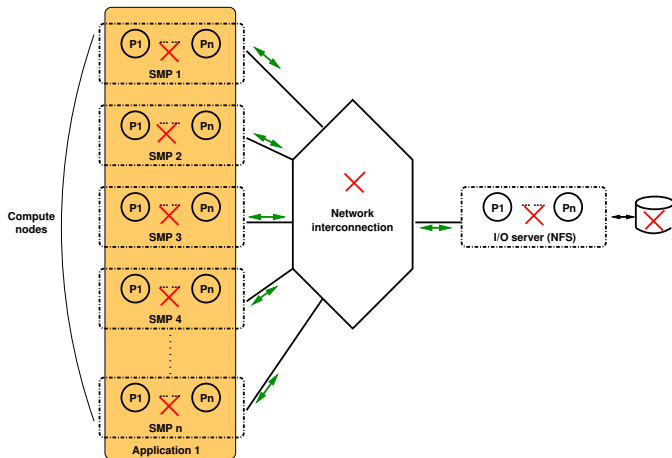 P1 Pn
SMP 1
P1 Pn
SMP 2
P1 Pn
SMP 3
P1 Pn
SMP 4
P1 Pn
SMP n
Application 1
Compute
nodes
Network
interconnection
P1 Pn
I/O server (NFS)